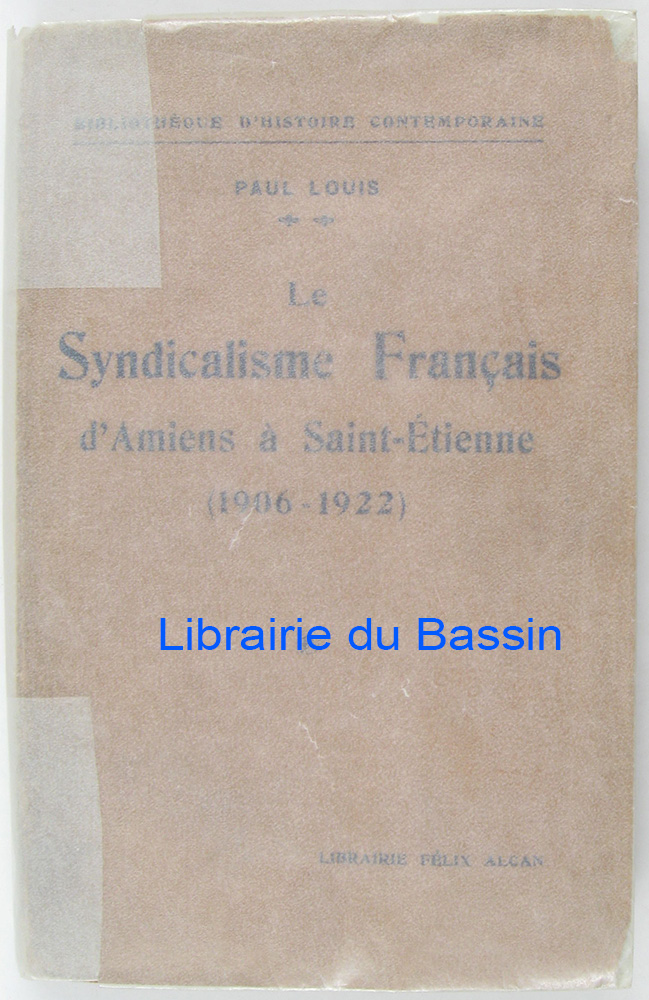 BIBLIOTHÈQUE D'HISTOIRE CONTEMPORAINE
PAUL LOUIS
Le
Syndicalisme Français
d'Amiens à Saint-Étienne
(1906-1922)
Librairie du Bassin
LIBRAIRIE FÉLIX ALCAN